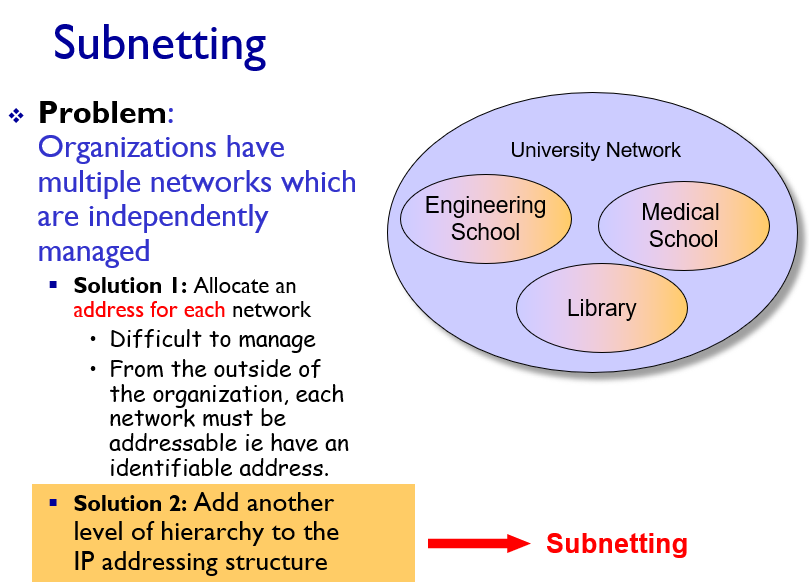 Subnetting
❖ Problem:
Organizations have
multiple networks which
are independently
managed
▪ Solution 1: Allocate an
address for each network
• Difficult to manage
• From the outside of
the organization, each
network must be
addressable ie have an
identifiable address.
▪ Solution 2: Add another
level of hierarchy to the
IP addressing structure
University Network
Engineering
School
Medical
School
Library
Subnetting